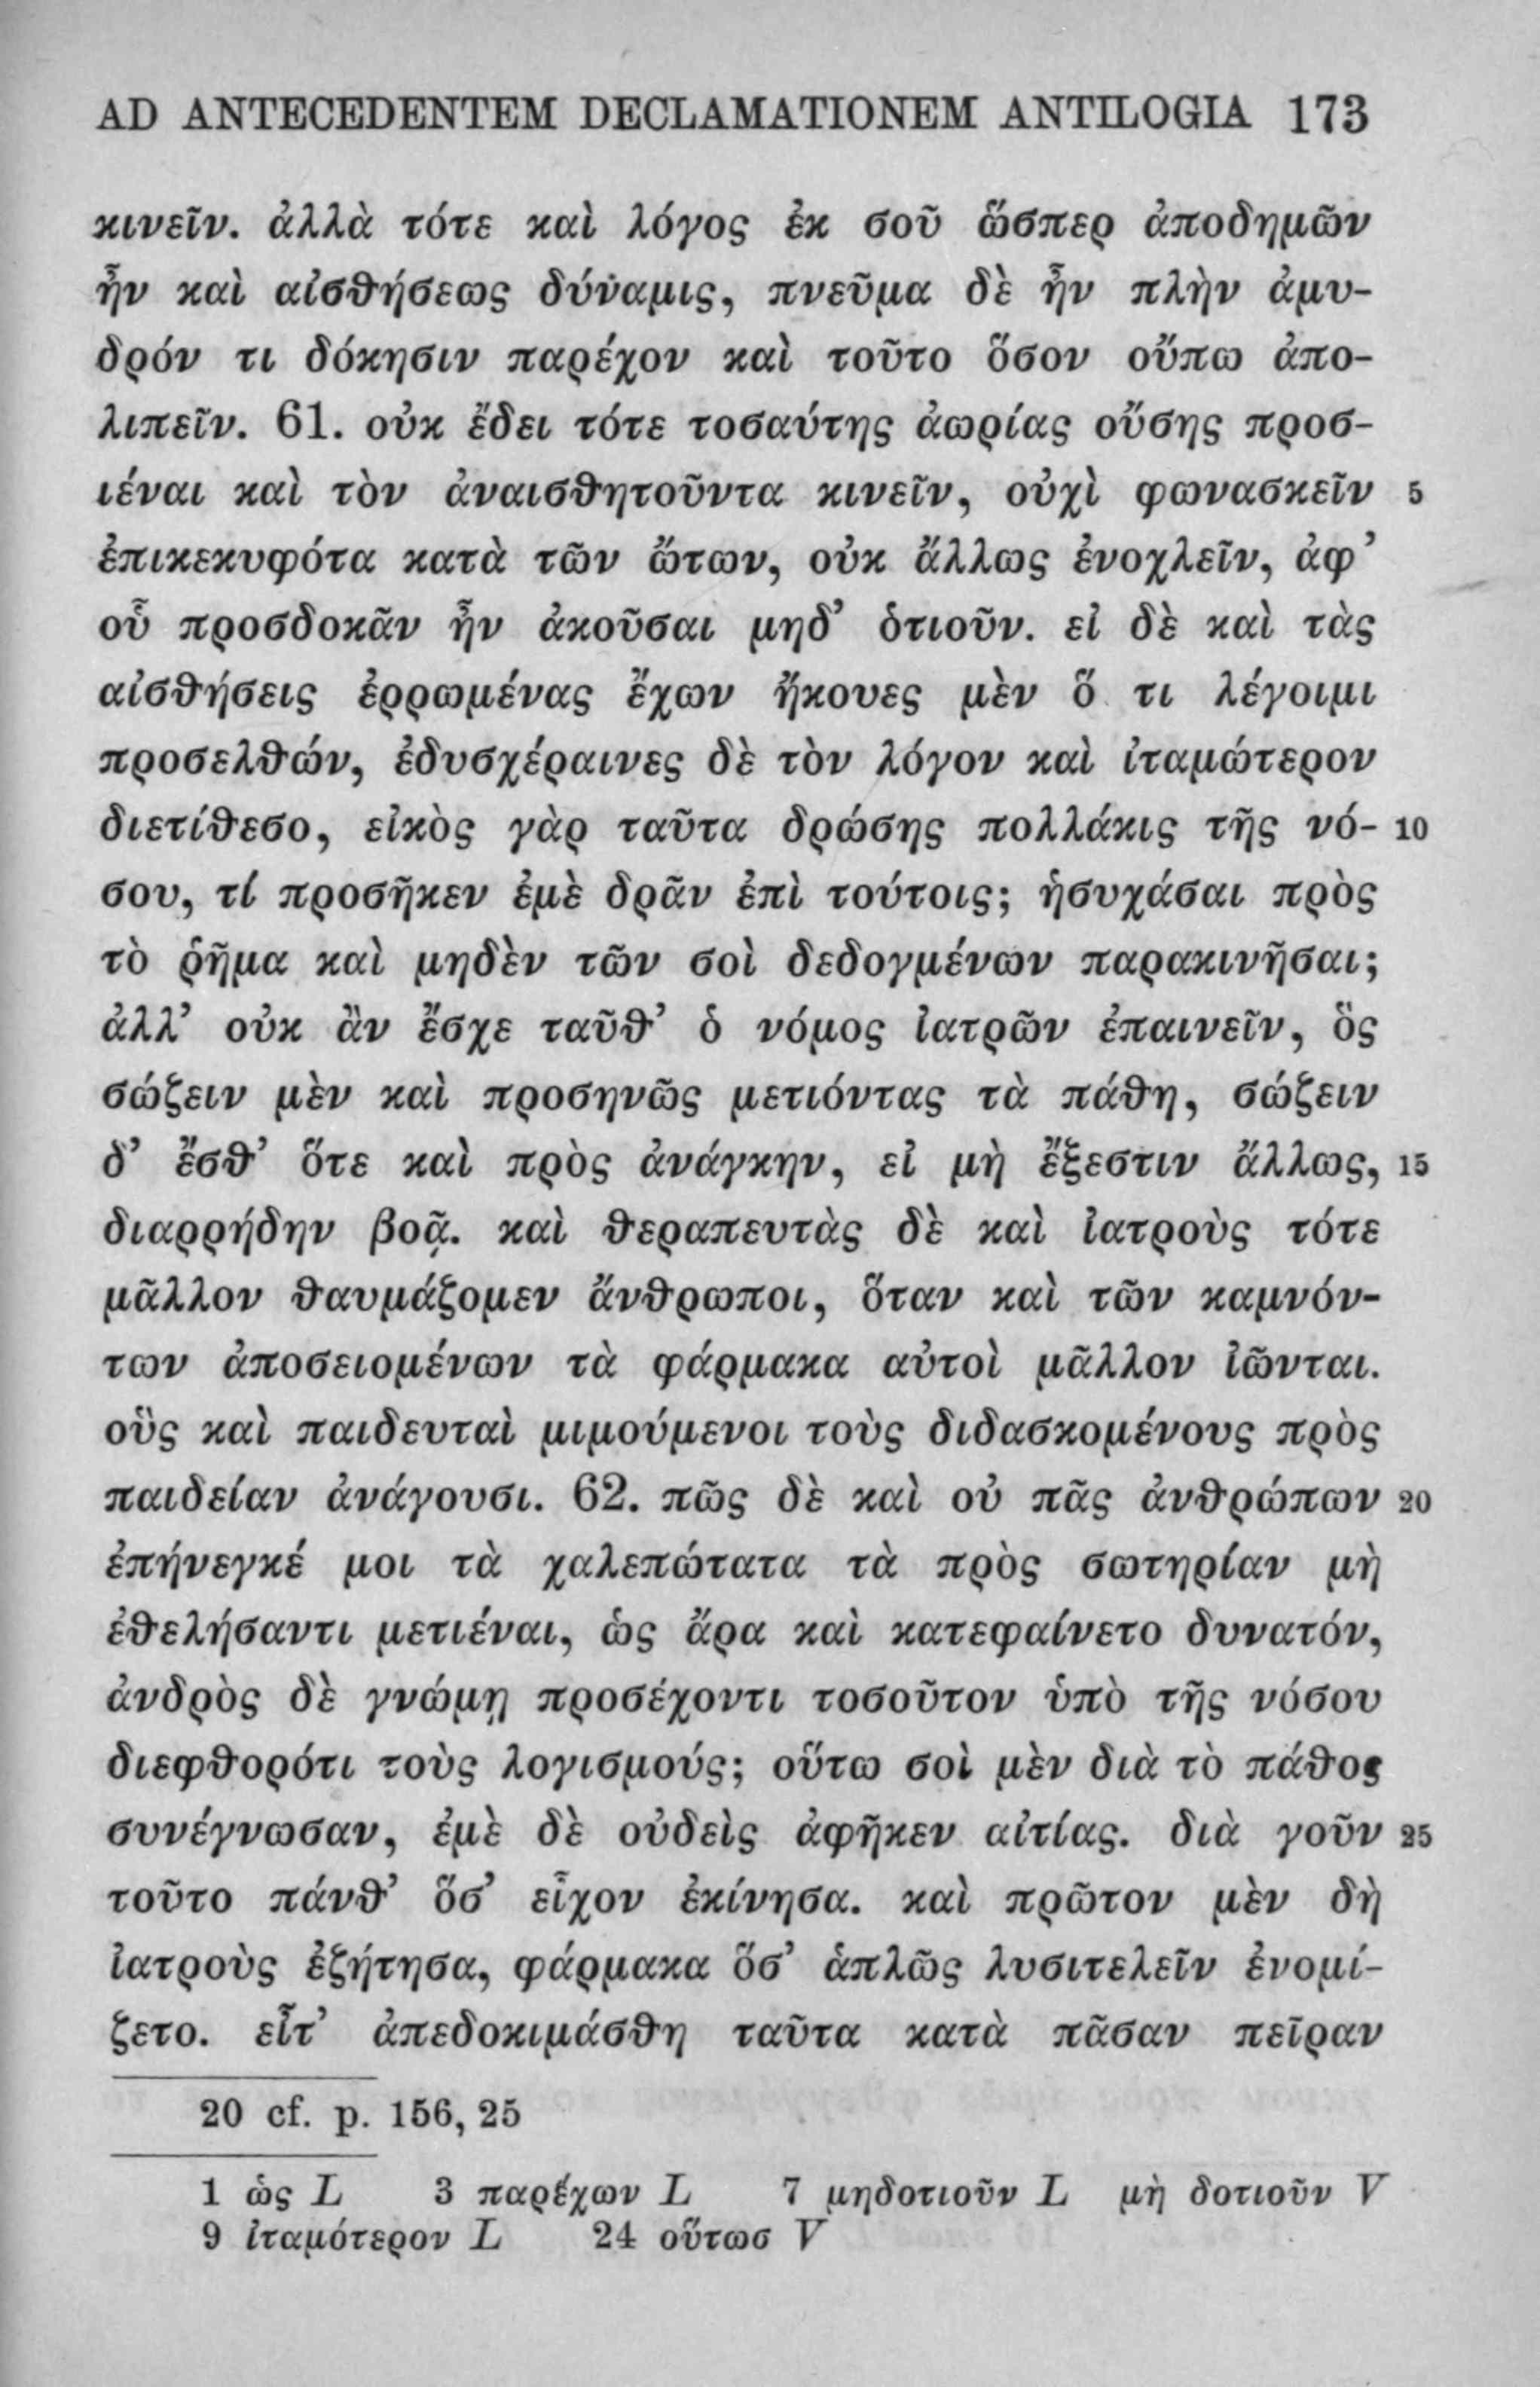 AD ANTECEDENTEM DECLAMATIONEM ANTILOGIA 173
κινεῖν. ἀλλὰ τότε καὶ λόγος ἐκ σοῦ ὥσπερ ἀποδημῶν
ἦν καὶ αἰσθήσεως δύναμις, πνεῦμα δὲ ἦν πλὴν ἀμυ-
δρόν τι δόκησιν παρέχον καὶ τοῦτο ὅσον οὔπω ἀπο-
λιπεῖν. 61. οὐκ ἔδει τότε τοσαύτης ἀωρίας οὔσης προσ-
ιέναι καὶ τὸν ἀναισθητοῦντα κινεῖν, οὐχὶ φωνασκεῖν 5
ἐπικεκυφότα κατὰ τῶν ὤτων, οὐκ ἄλλως ἐνοχλεῖν, ἀφ’
οὗ προσδοκᾶν ἦν ἀκοῦσαι μηδ’ ὁτιοῦν. εἰ δὲ καὶ τὰς
αἰσθήσεις ἐρρωμένας ἔχων ἤκουες μὲν ὅ τι λέγοιμι
προσελθών, ἐδυσχέραινες δὲ τὸν λόγον καὶ ἰταμώτερον
διετίθεσο, εἰκὸς γὰρ ταῦτα δρώσης πολλάκις τῆς νό- 10
σου, τί προσῆκεν ἐμὲ δρᾶν ἐπὶ τούτοις; ἡσυχάσαι πρὸς
τὸ ῥῆμα καὶ μηδὲν τῶν σοὶ δεδογμένων παρακινῆσαι;
ἀλλ’ οὐκ ἂν ἔσχε ταῦθ’ ὁ νόμος ἰατρῶν ἐπαινεῖν, ὃς
σώζειν μὲν καὶ προσηνῶς μετιόντας τὰ πάθη, σώζειν
δ’ ἔσθ’ ὅτε καὶ πρὸς ἀνάγκην, εἰ μὴ ἔξεστιν ἄλλως, 15
διαρρήδην βοᾷ. καὶ θεραπευτὰς δὲ καὶ ἰατροὺς τότε
μᾶλλον θαυμάζομεν ἄνθρωποι, ὅταν καὶ τῶν καμνόν-
των ἀποσειομένων τὰ φάρμακα αὐτοὶ μᾶλλον ἰῶνται.
οὓς καὶ παιδευταὶ μιμούμενοι τοὺς διδασκομένους πρὸς
παιδείαν ἀνάγουσι. 62. πῶς δὲ καὶ οὐ πᾶς ἀνθρώπων 20
ἐπήνεγκέ μοι τὰ χαλεπώτατα τὰ πρὸς σωτηρίαν μὴ
ἐθελήσαντι μετιέναι, ὡς ἄρα καὶ κατεφαίνετο δυνατόν,
ἀνδρὸς δὲ γνώμῃ προσέχοντι τοσοῦτον ὑπὸ τῆς νόσου
διεφθορότι τοὺς λογισμούς; οὕτω σοὶ μὲν διὰ τὸ πάθος
συνέγνωσαν, ἐμὲ δὲ οὐδεὶς ἀφῆκεν αἰτίας. διὰ γοῦν 25
τοῦτο πάνθ’ ὅσ’ εἶχον ἐκίνησα. καὶ πρῶτον μὲν δὴ
ἰατροὺς ἐξήτησα, φάρμακα ὅσ’ ἁπλῶς λυσιτελεῖν ἐνομί-
ζετο. εἶτ’ ἀπεδοκιμάσθη ταῦτα κατὰ πᾶσαν πεῖραν
20 cf. p. 156, 25
1 ὡς L 3 παρέχων L 7 μηδοτιοῦν L μὴ δοτιοῦν V
9 ἰταμότερον L 24 οὕτωσ V